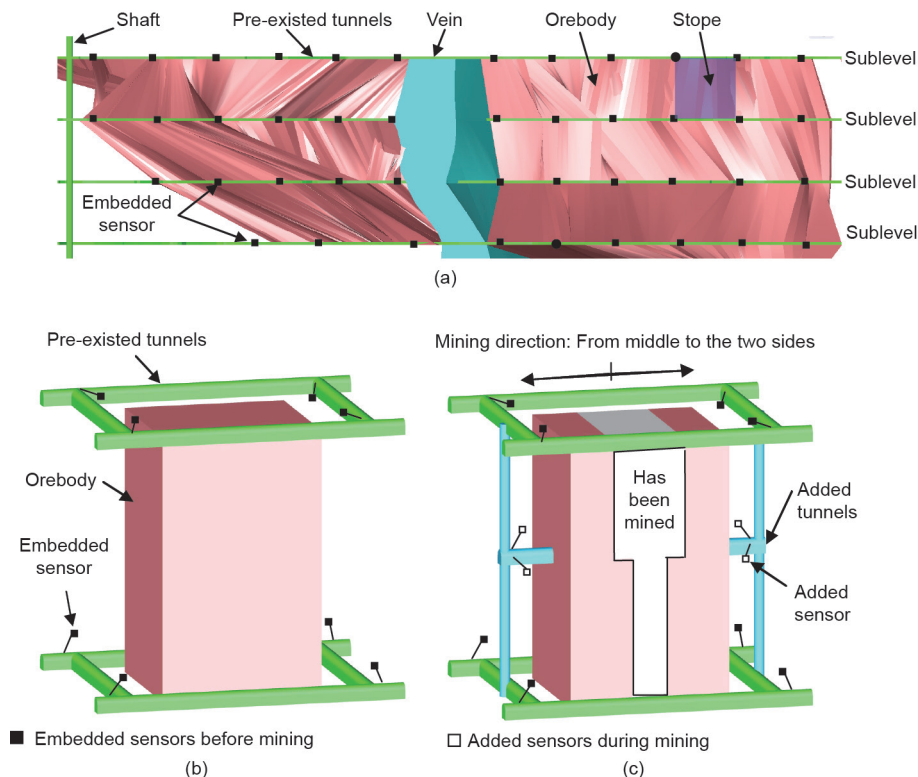 Shaft
Pre-existed tunnels
Vein
Orebody
Stope
Sublevel
Sublevel
Sublevel
Embedded
sensor
Sublevel
(a)
Pre-existed tunnels
Orebody
Embedded
sensor
Embedded sensors before mining
(b)
Mining direction: From middle to the two sides
Has
been
mined
Added
tunnels
Added
sensor
Added sensors during mining
(c)